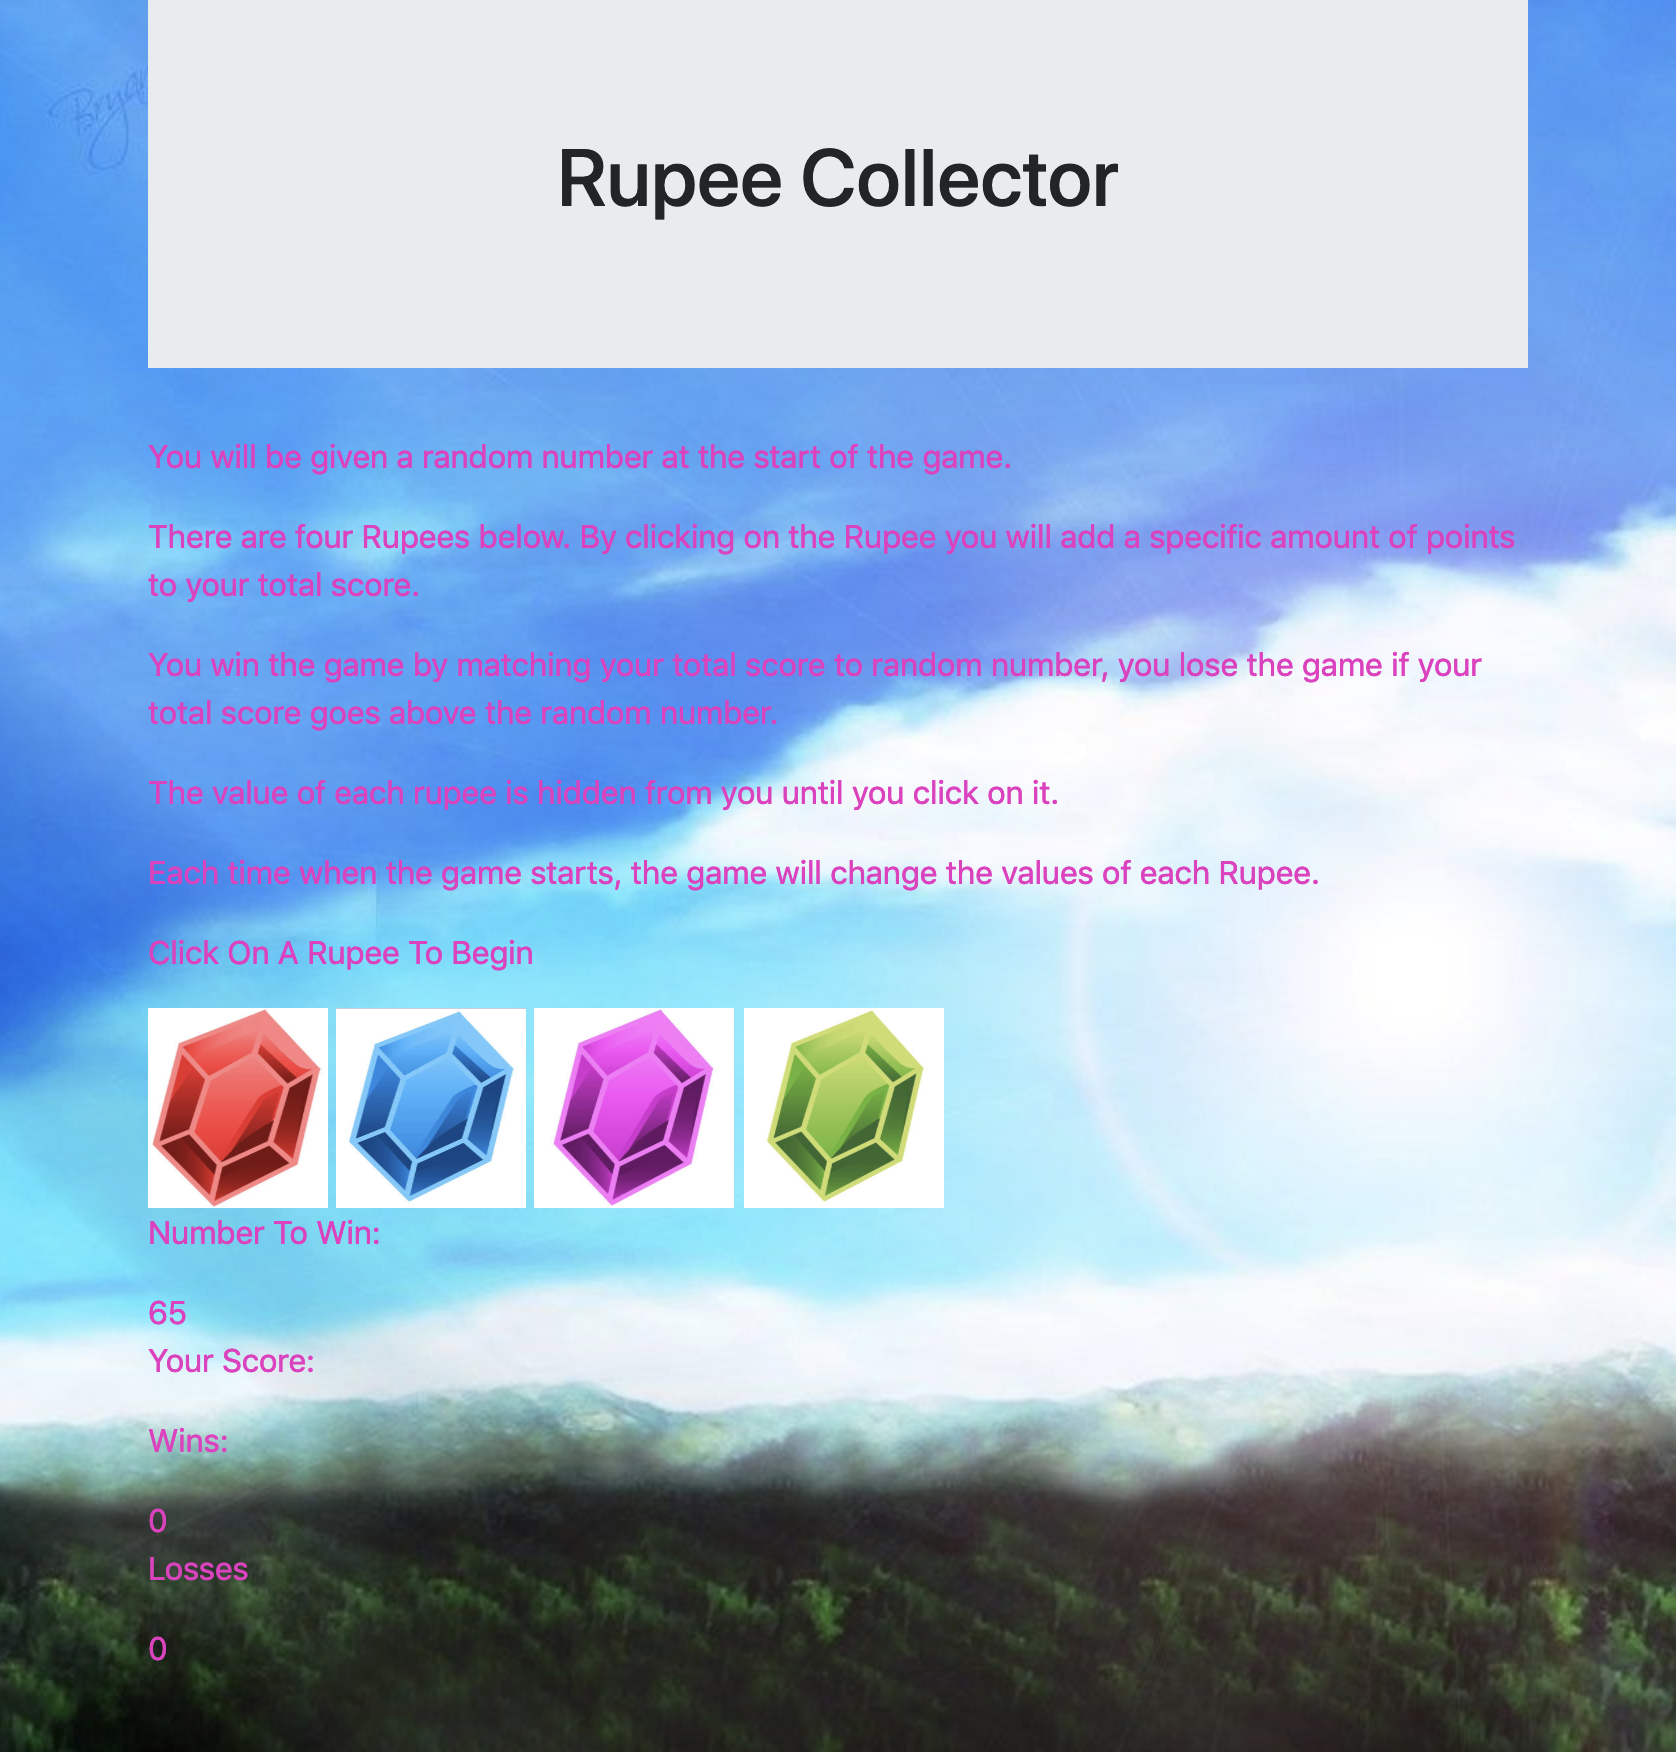 Bryan
Rupee Collector
You will be given a random number at the start of the game.
There are four Rupees below. By clicking on the Rupee you will add a specific amount of points
to your total score.
You win the game by matching your total score to random number, you lose the game if your
total score goes above the random number.
The value of each rupee is hidden from you until you click on it.
Each time when the game starts, the game will change the values of each Rupee.
Click On A Rupee To Begin
Number To Win:
65
Your Score:
Wins:
0
Losses
0